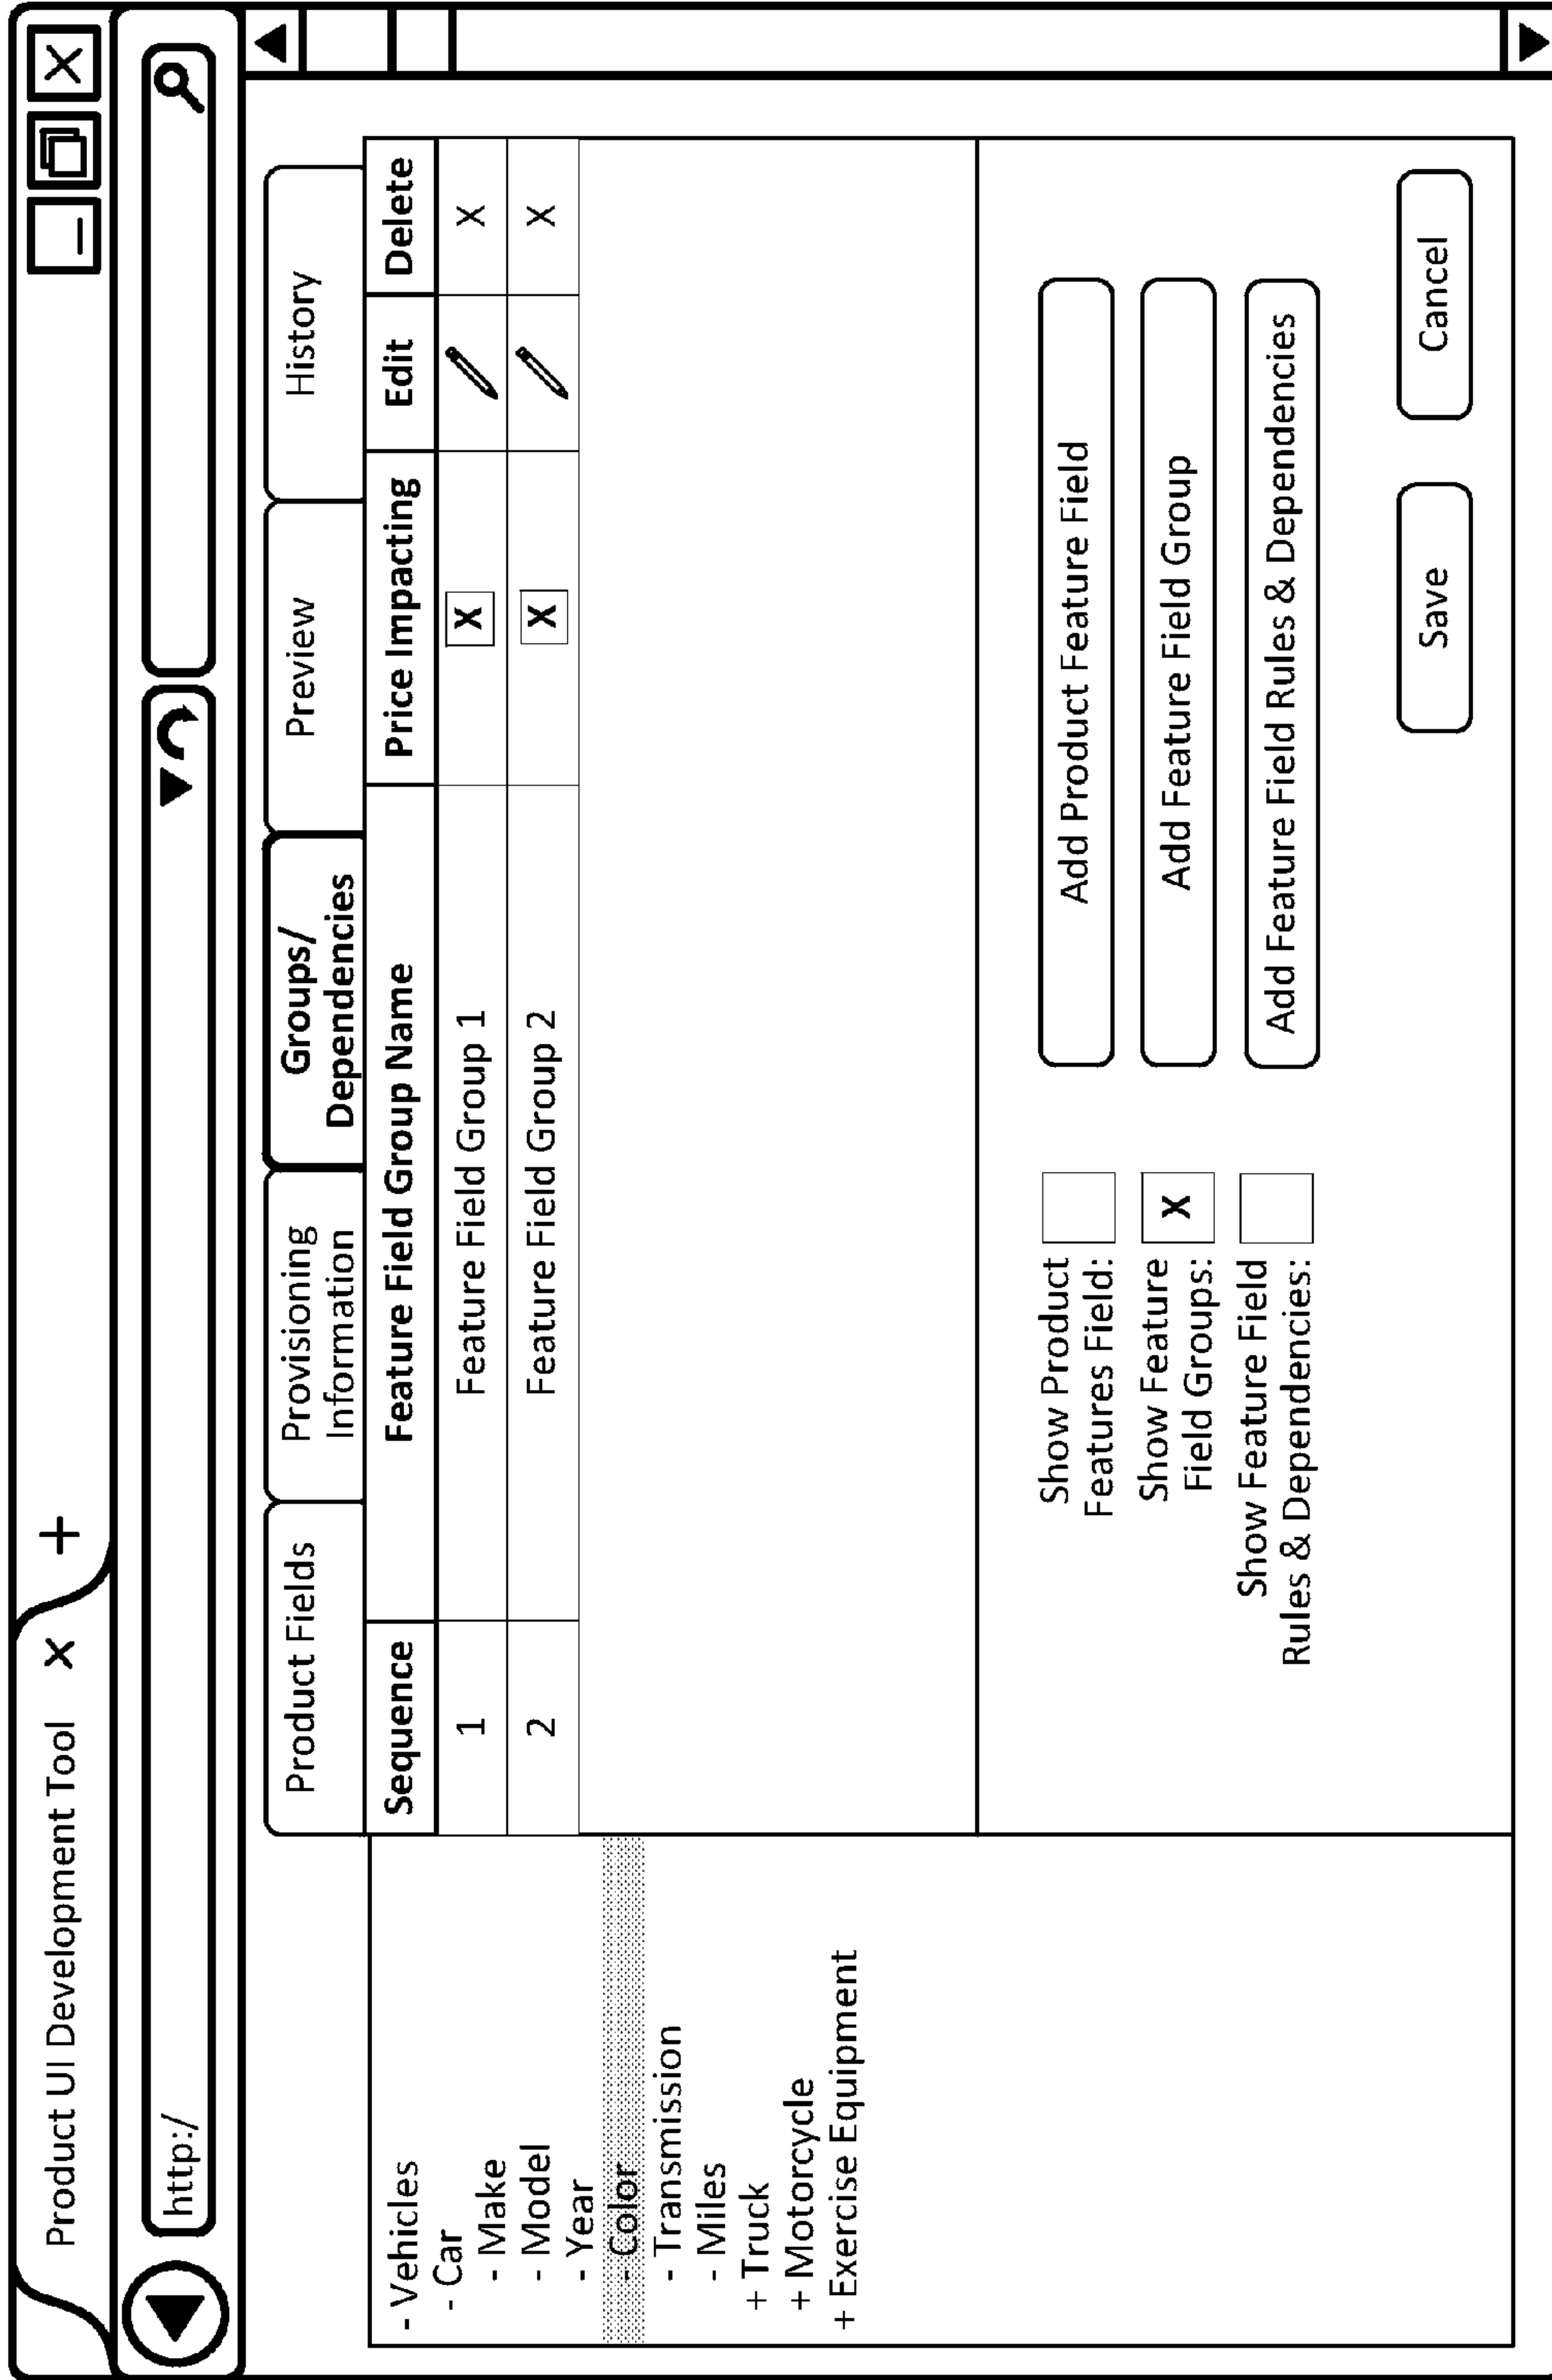 Product UI Development Tool X +
http:/
Product Fields
Provisioning
Information
Groups/
Dependencies
Preview
History
- Vehicles
- Car
- Make
- Model
- Year
- Color
- Transmission
- Miles
+ Truck
+ Motorcycle
+ Exercise Equipment
Sequence Feature Field Group Name Price Impacting Edit Delete
1 Feature Field Group 1 X X
2 Feature Field Group 2 X X
Show Product
Features Field:
Add Product Feature Field
Show Feature
Field Groups:
X
Add Feature Field Group
Show Feature Field
Rules & Dependencies:
Add Feature Field Rules & Dependencies
Save Cancel